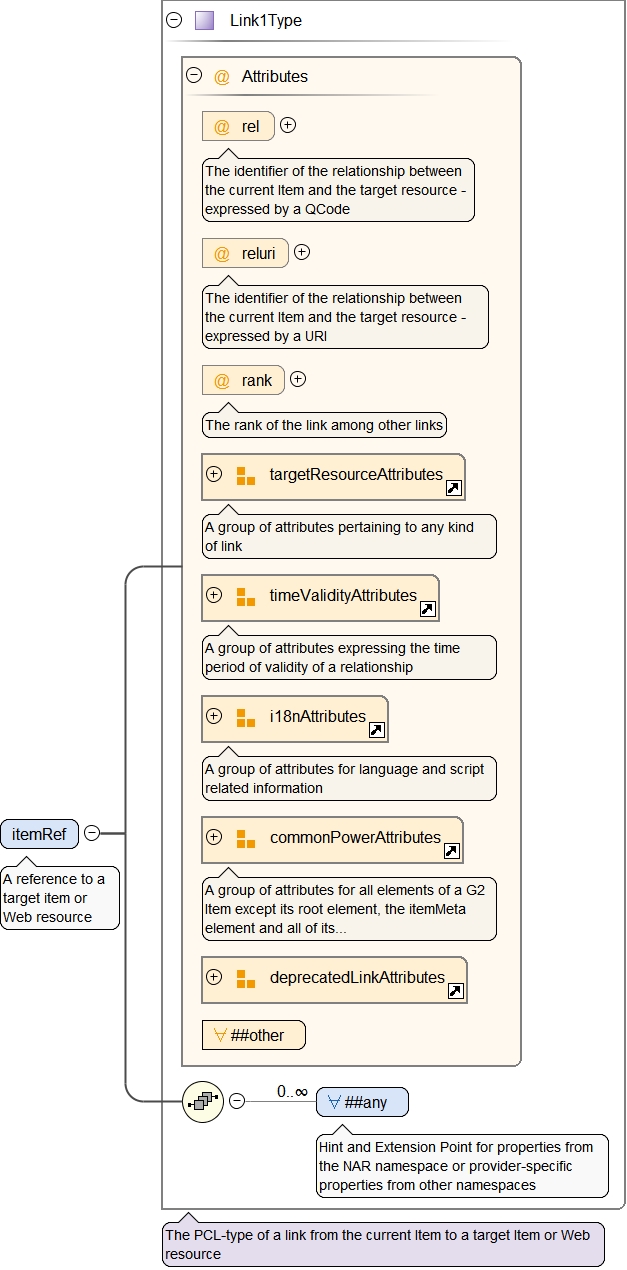 Link1Type
@ Attributes
@ rel
The identifier of the relationship between
the current Item and the target resource -
expressed by a QCode
@ reluri
The identifier of the relationship between
the current Item and the target resource -
expressed by a URI
@ rank
The rank of the link among other links
targetResourceAttributes
A group of attributes pertaining to any kind
of link
timeValidityAttributes
A group of attributes expressing the time
period of validity of a relationship
i18nAttributes
A group of attributes for language and script
related information
commonPowerAttributes
A group of attributes for all elements of a G2
Item except its root element, the itemMeta
element and all of its...
deprecatedLinkAttributes
##other
itemRef
A reference to a
target item or
Web resource
0..∞
##any
Hint and Extension Point for properties from
the NAR namespace or provider-specific
properties from other namespaces
The PCL-type of a link from the current Item to a target Item or Web
resource